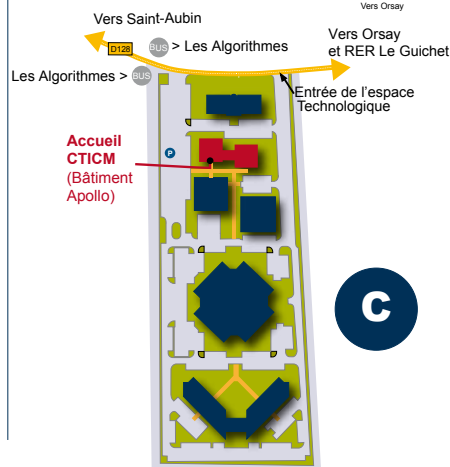 Vers Orsay
Vers Saint-Aubin
D128
BUS > Les Algorithmes
Vers Orsay
et RER Le Guichet
Les Algorithmes > BUS
Entrée de l'espace
Technologique
Accueil
CTICM
(Bâtiment
Apollo)
P
C